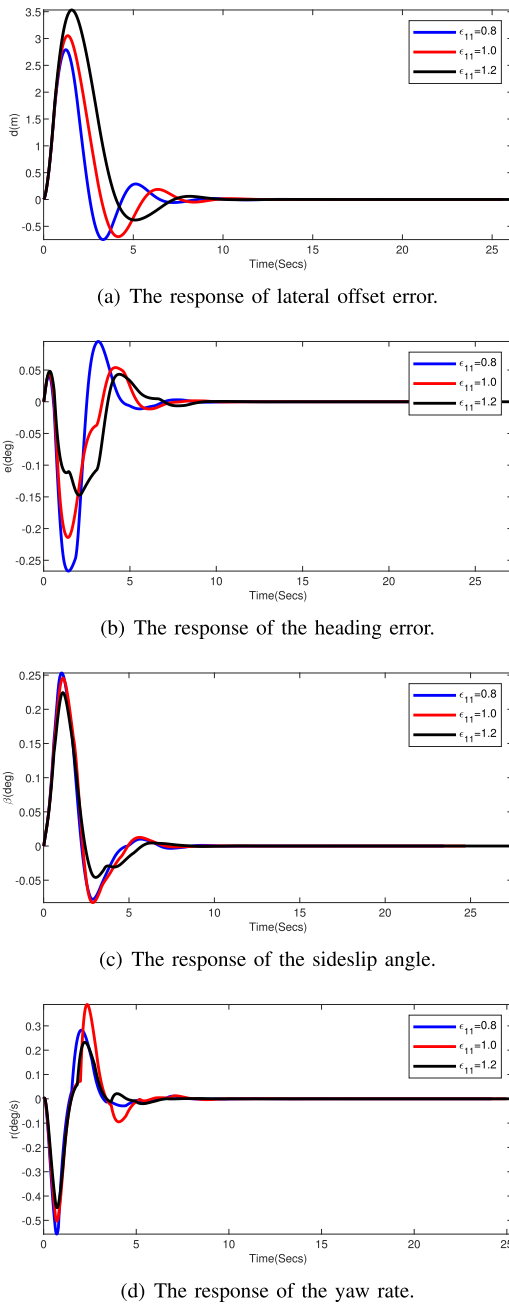 3.5
3
2.5
2
1.5
1
0.5
0
-0.5
d(m)
ϵ11=0.8
ϵ11=1.0
ϵ11=1.2
0 5 10 15 20 25
Time(Secs)
(a) The response of lateral offset error.
0.05
0
-0.05
-0.1
-0.15
-0.2
-0.25
e(deg)
ϵ11=0.8
ϵ11=1.0
ϵ11=1.2
0 5 10 15 20 25
Time(Secs)
(b) The response of the heading error.
0.25
0.2
0.15
0.1
0.05
0
-0.05
β(deg)
ϵ11=0.8
ϵ11=1.0
ϵ11=1.2
0 5 10 15 20 25
Time(Secs)
(c) The response of the sideslip angle.
0.3
0.2
0.1
0
-0.1
-0.2
-0.3
-0.4
-0.5
r(deg/s)
ϵ11=0.8
ϵ11=1.0
ϵ11=1.2
0 5 10 15 20 25
Time(Secs)
(d) The response of the yaw rate.